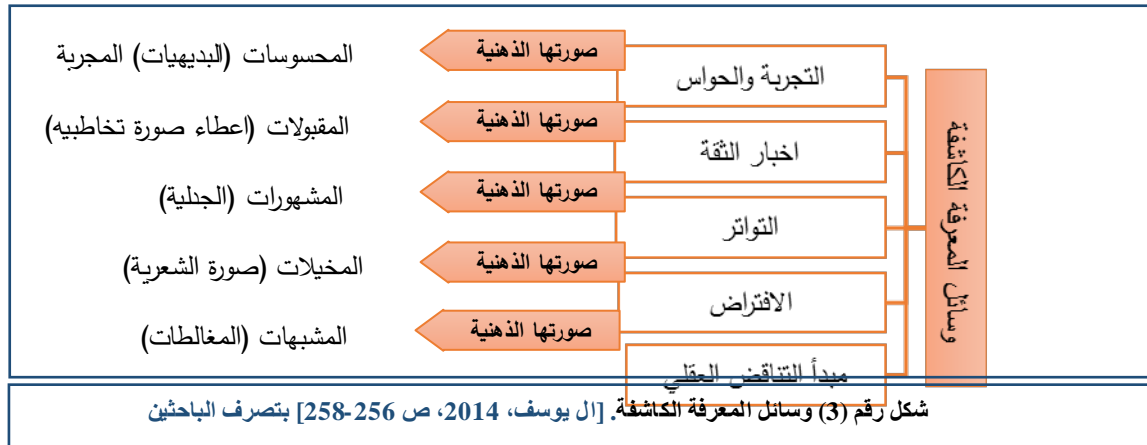 وسائل المعرفة الكاشفة
التجربة والحواس
صورتها الذهنية
المحسوسات (البديهيات) المجربة
اخبار الثقة
صورتها الذهنية
المقبولات (اعطاء صورة تخاطبيه)
التواتر
صورتها الذهنية
المشهورات (الجدلية)
الافتراض
صورتها الذهنية
المخيلات (صورة الشعرية)
مبدأ التناقض العقلي
صورتها الذهنية
المشبهات (المغالطات)
شكل رقم (3) وسائل المعرفة الكاشفة. [ال يوسف، 2014، ص 256-258] بتصرف الباحثين